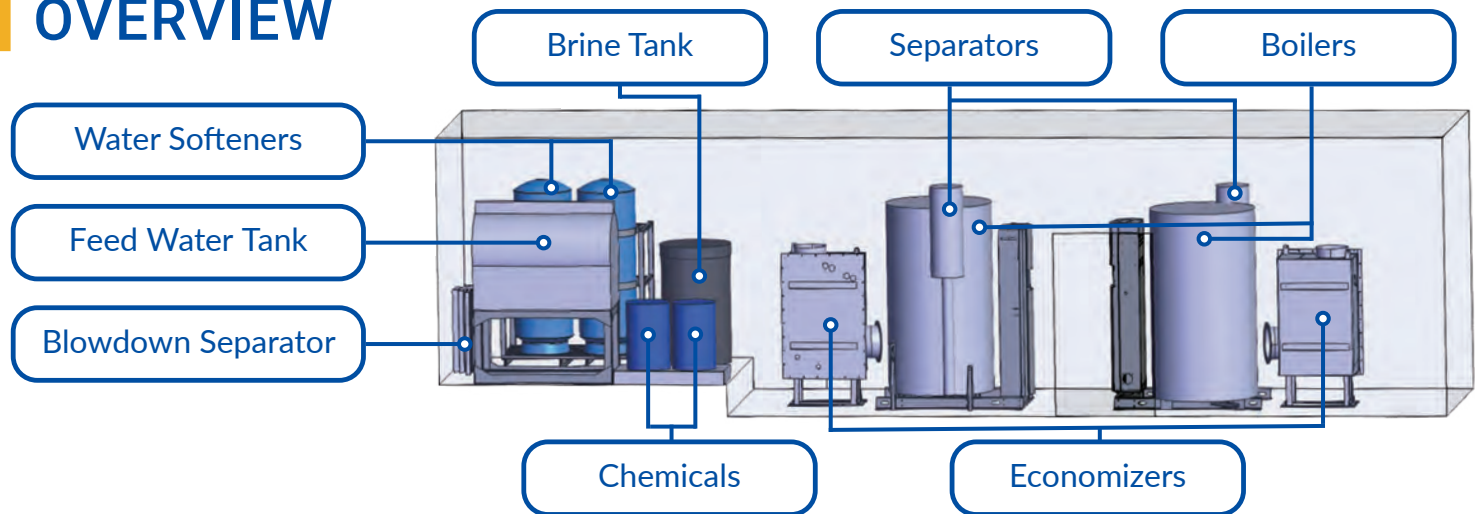 OVERVIEW
Brine Tank
Separators
Boilers
Water Softeners
Feed Water Tank
Blowdown Separator
Chemicals
Economizers